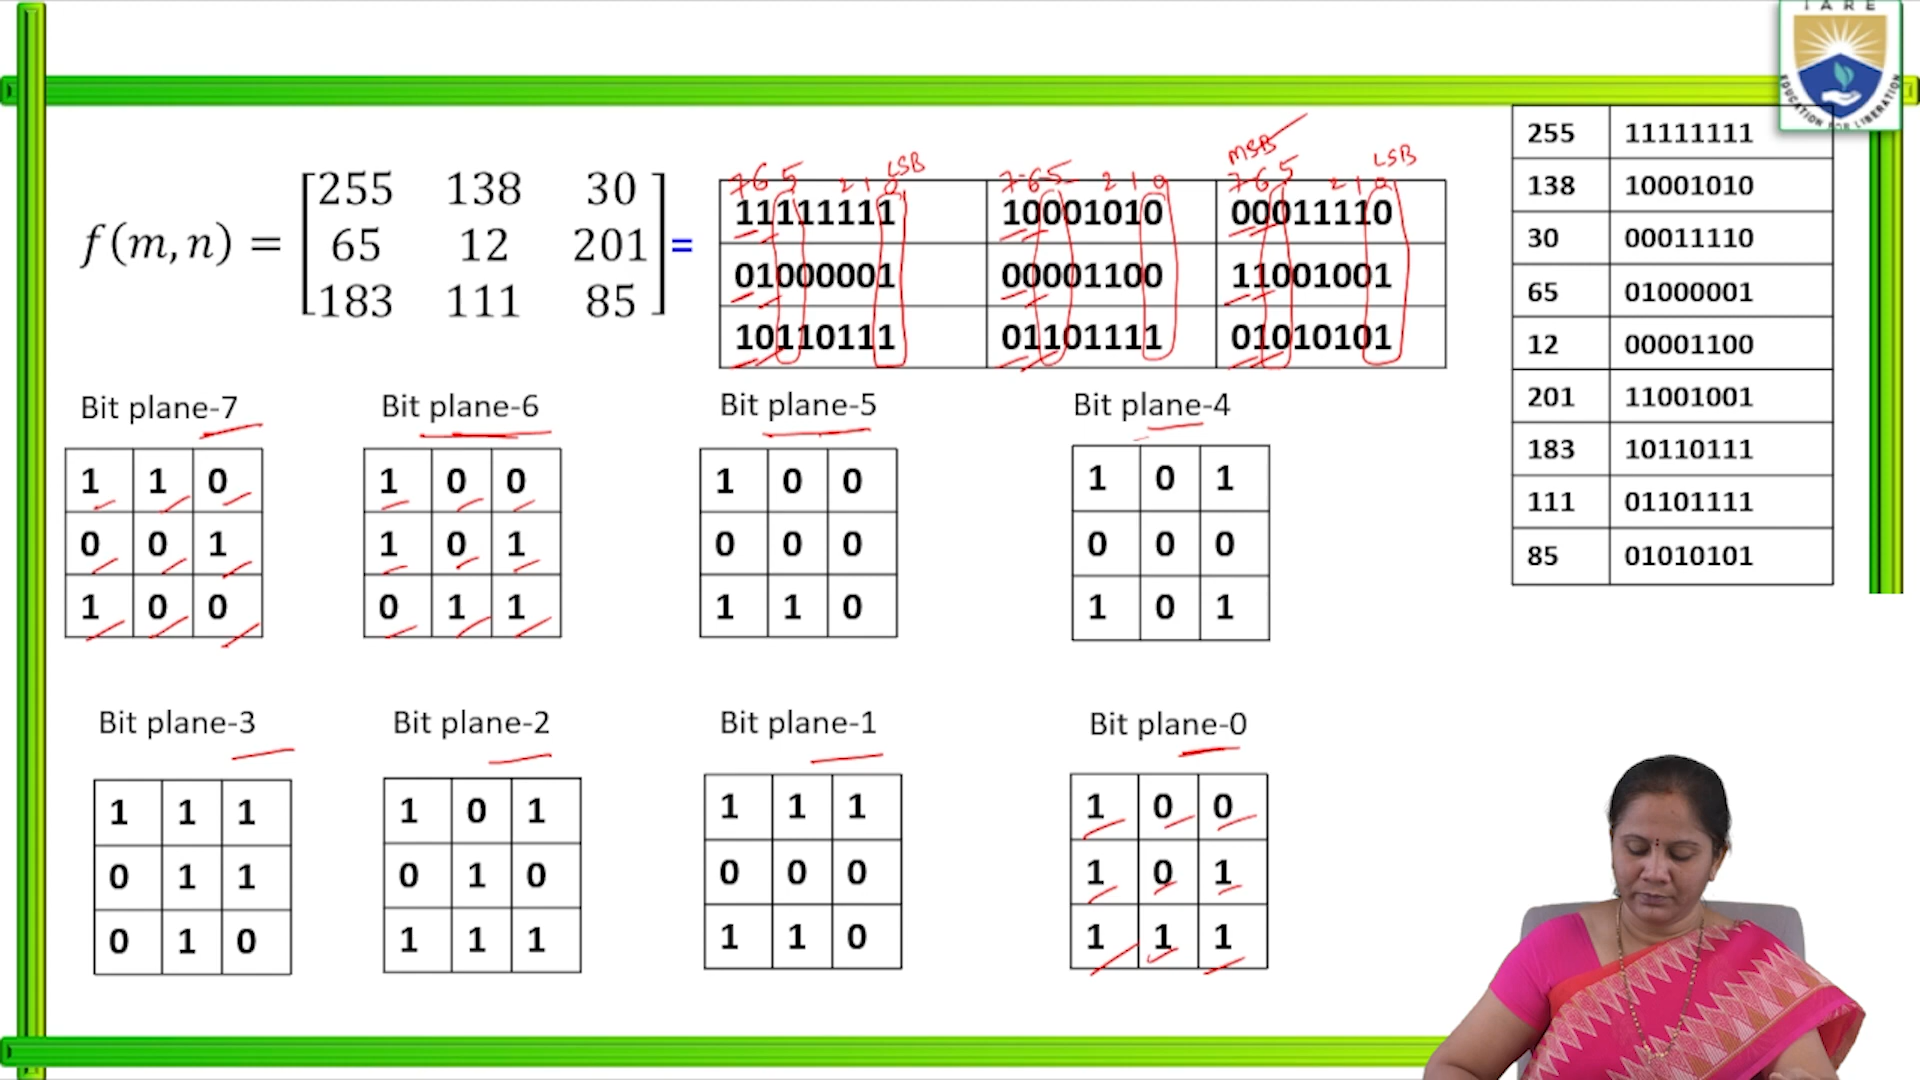 IARE
EDUCATION FOR LIBERATION
f(m, n) = [255 138 30
65 12 201
183 111 85] =
MSB
7 6 5 2 1 0 LSB 7 6 5 2 1 0 7 6 5 2 1 0 LSB
11111111 10001010 00011110
01000001 00001100 11001001
10110111 01101111 01010101
255 11111111
138 10001010
30 00011110
65 01000001
12 00001100
201 11001001
183 10110111
111 01101111
85 01010101
Bit plane-7 Bit plane-6 Bit plane-5 Bit plane-4
1 1 0 1 0 0 1 0 0 1 0 1
0 0 1 1 0 1 0 0 0 0 0 0
1 0 0 0 1 1 1 1 0 1 0 1
Bit plane-3 Bit plane-2 Bit plane-1 Bit plane-0
1 1 1 1 0 1 1 1 1 1 0 0
0 1 1 0 1 0 0 0 0 1 0 1
0 1 0 1 1 1 1 1 0 1 1 1